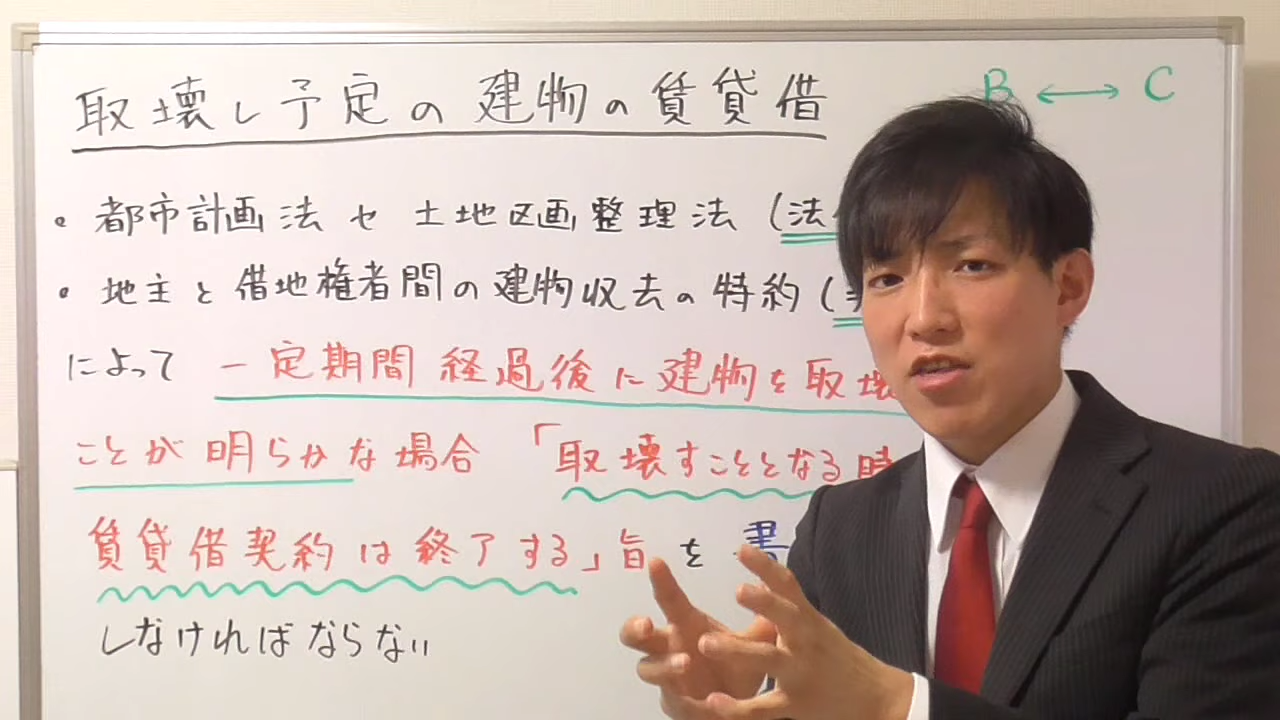 取壊し予定の建物の賃貸借
B ⟷ C
• 都市計画法や土地区画整理法 (法
• 地主と借地権者間の建物収去の特約 (
によって 一定期間経過後に建物を取壊
ことが明らかな場合 「取壊すこととなる時
賃貸借契約は終了する」旨を書
しなければならない